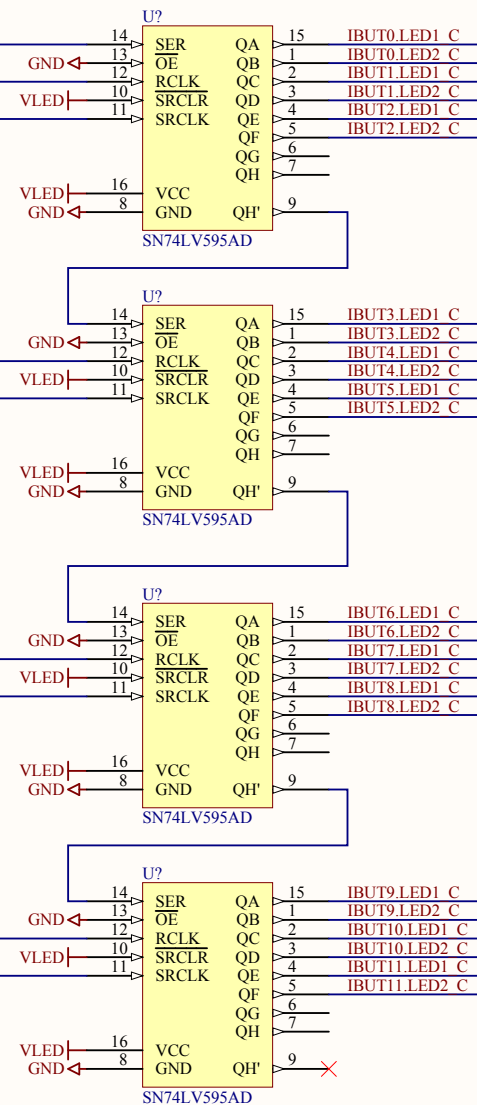 U?
14 SER QA 15 IBUT0.LED1_C
GND 13 OE QB 1 IBUT0.LED2_C
12 RCLK QC 2 IBUT1.LED1_C
VLED 10 SRCLR QD 3 IBUT1.LED2_C
11 SRCLK QE 4 IBUT2.LED1_C
QF 5 IBUT2.LED2_C
QG 6
QH 7
VLED 16 VCC
GND 8 GND QH' 9
SN74LV595AD
U?
14 SER QA 15 IBUT3.LED1_C
GND 13 OE QB 1 IBUT3.LED2_C
12 RCLK QC 2 IBUT4.LED1_C
VLED 10 SRCLR QD 3 IBUT4.LED2_C
11 SRCLK QE 4 IBUT5.LED1_C
QF 5 IBUT5.LED2_C
QG 6
QH 7
VLED 16 VCC
GND 8 GND QH' 9
SN74LV595AD
U?
14 SER QA 15 IBUT6.LED1_C
GND 13 OE QB 1 IBUT6.LED2_C
12 RCLK QC 2 IBUT7.LED1_C
VLED 10 SRCLR QD 3 IBUT7.LED2_C
11 SRCLK QE 4 IBUT8.LED1_C
QF 5 IBUT8.LED2_C
QG 6
QH 7
VLED 16 VCC
GND 8 GND QH' 9
SN74LV595AD
U?
14 SER QA 15 IBUT9.LED1_C
GND 13 OE QB 1 IBUT9.LED2_C
12 RCLK QC 2 IBUT10.LED1_C
VLED 10 SRCLR QD 3 IBUT10.LED2_C
11 SRCLK QE 4 IBUT11.LED1_C
QF 5 IBUT11.LED2_C
QG 6
QH 7
VLED 16 VCC
GND 8 GND QH' 9
SN74LV595AD